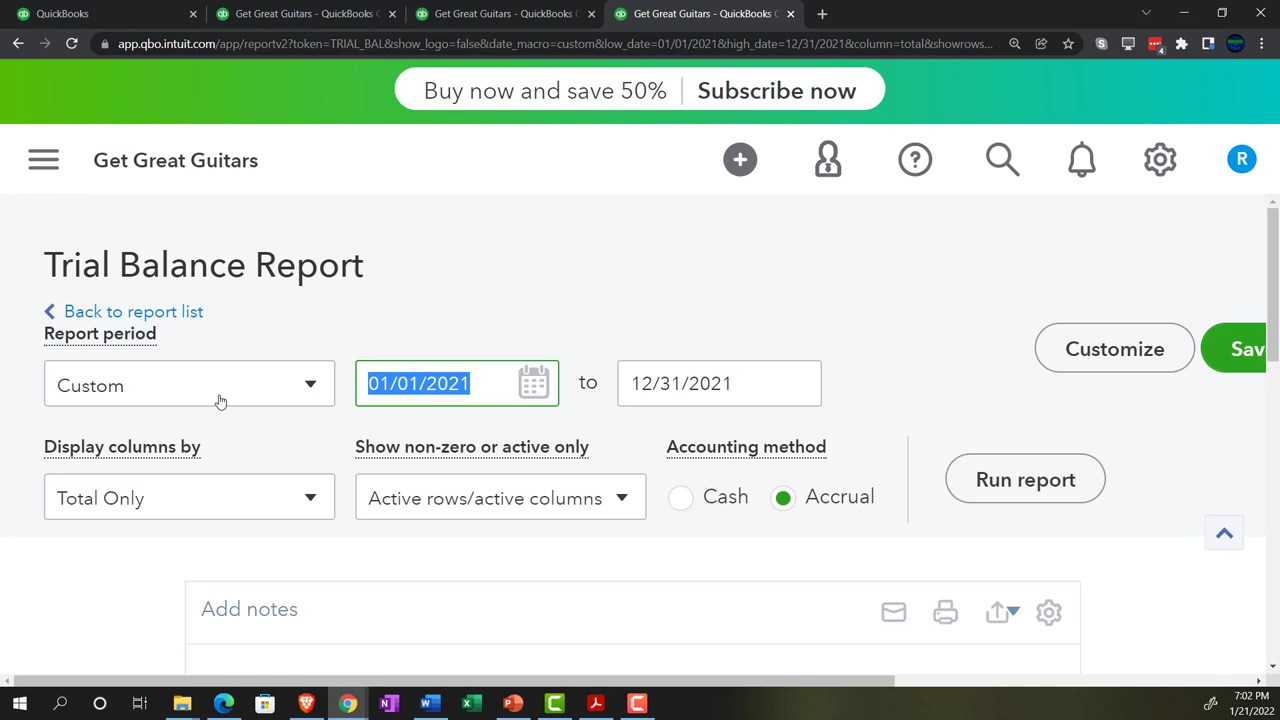 QuickBooks
Get Great Guitars - QuickBooks C
Get Great Guitars - QuickBooks C
Get Great Guitars - QuickBooks C
app.qbo.intuit.com/app/reportv2?token=TRIAL_BAL&show_logo=false&date_macro=custom&low_date=01/01/2021&high_date=12/31/2021&column=total&showrows...
4
Buy now and save 50% Subscribe now
Get Great Guitars
R
Trial Balance Report
Back to report list
Report period
Custom 01/01/2021 to 12/31/2021
Customize
Sav
Display columns by Show non-zero or active only Accounting method
Total Only Active rows/active columns Cash Accrual
Run report
Add notes
7:02 PM
1/21/2022